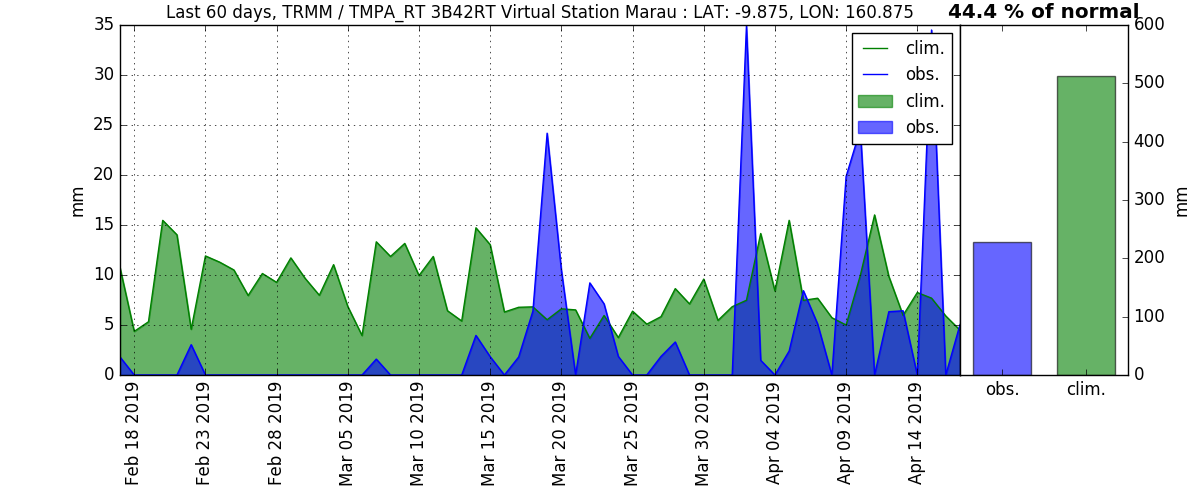 Last 60 days, TRMM / TMPA_RT 3B42RT Virtual Station Marau : LAT: -9.875, LON: 160.875
44.4 % of normal
35
30
25
20
15
10
5
0
mm
clim.
obs.
clim.
obs.
600
500
400
300
200
100
0
mm
Feb 18 2019
Feb 23 2019
Feb 28 2019
Mar 05 2019
Mar 10 2019
Mar 15 2019
Mar 20 2019
Mar 25 2019
Mar 30 2019
Apr 04 2019
Apr 09 2019
Apr 14 2019
obs.
clim.